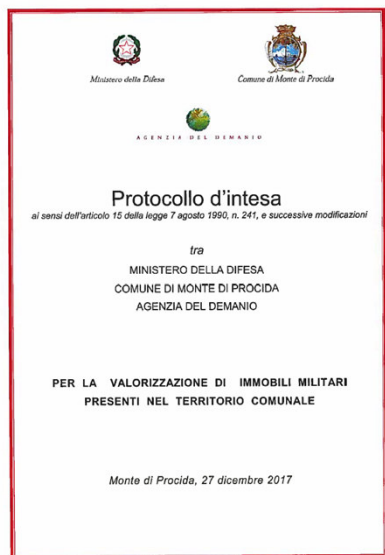 Ministero della Difesa
Comune di Monte di Procida
AGENZIA DEL DEMANIO
Protocollo d'intesa
ai sensi dell'articolo 15 della legge 7 agosto 1990, n. 241, e successive modificazioni
tra
MINISTERO DELLA DIFESA
COMUNE DI MONTE DI PROCIDA
AGENZIA DEL DEMANIO
PER LA VALORIZZAZIONE DI IMMOBILI MILITARI
PRESENTI NEL TERRITORIO COMUNALE
Monte di Procida, 27 dicembre 2017